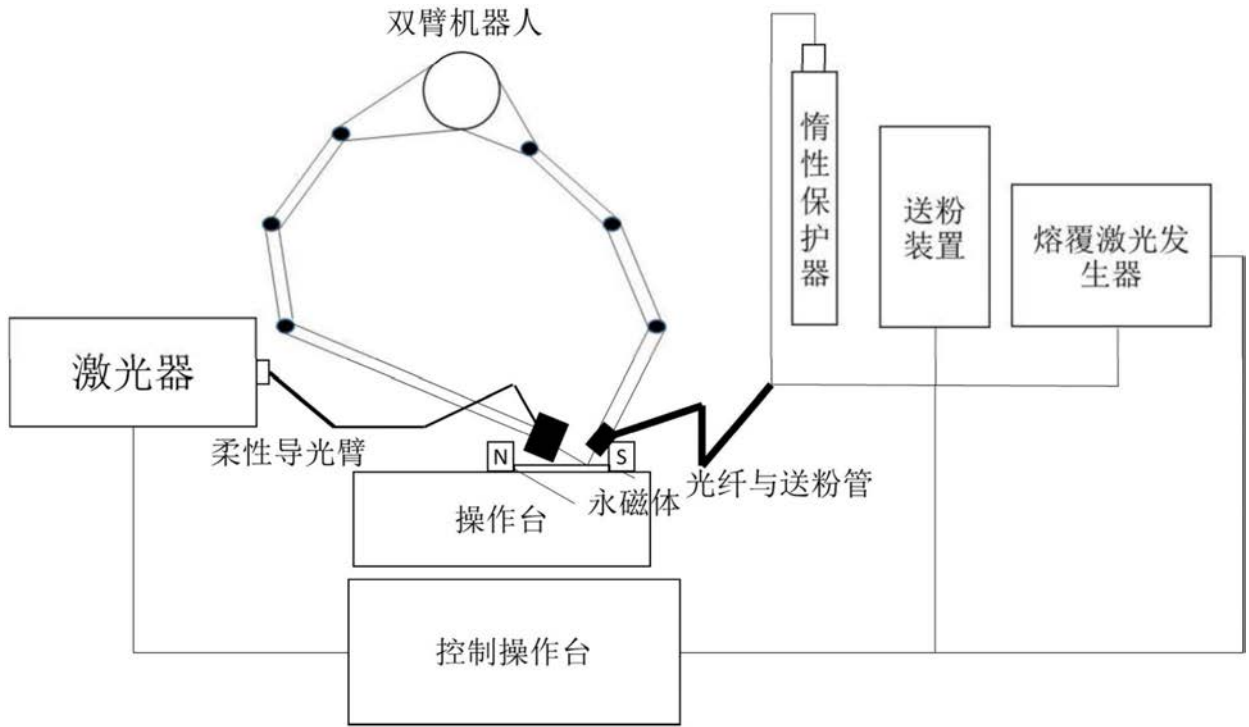 双臂机器人
惰
性
保
护
器
送粉
装置
熔覆激光发
生器
激光器
柔性导光臂
N
S
永磁体
光纤与送粉管
操作台
控制操作台